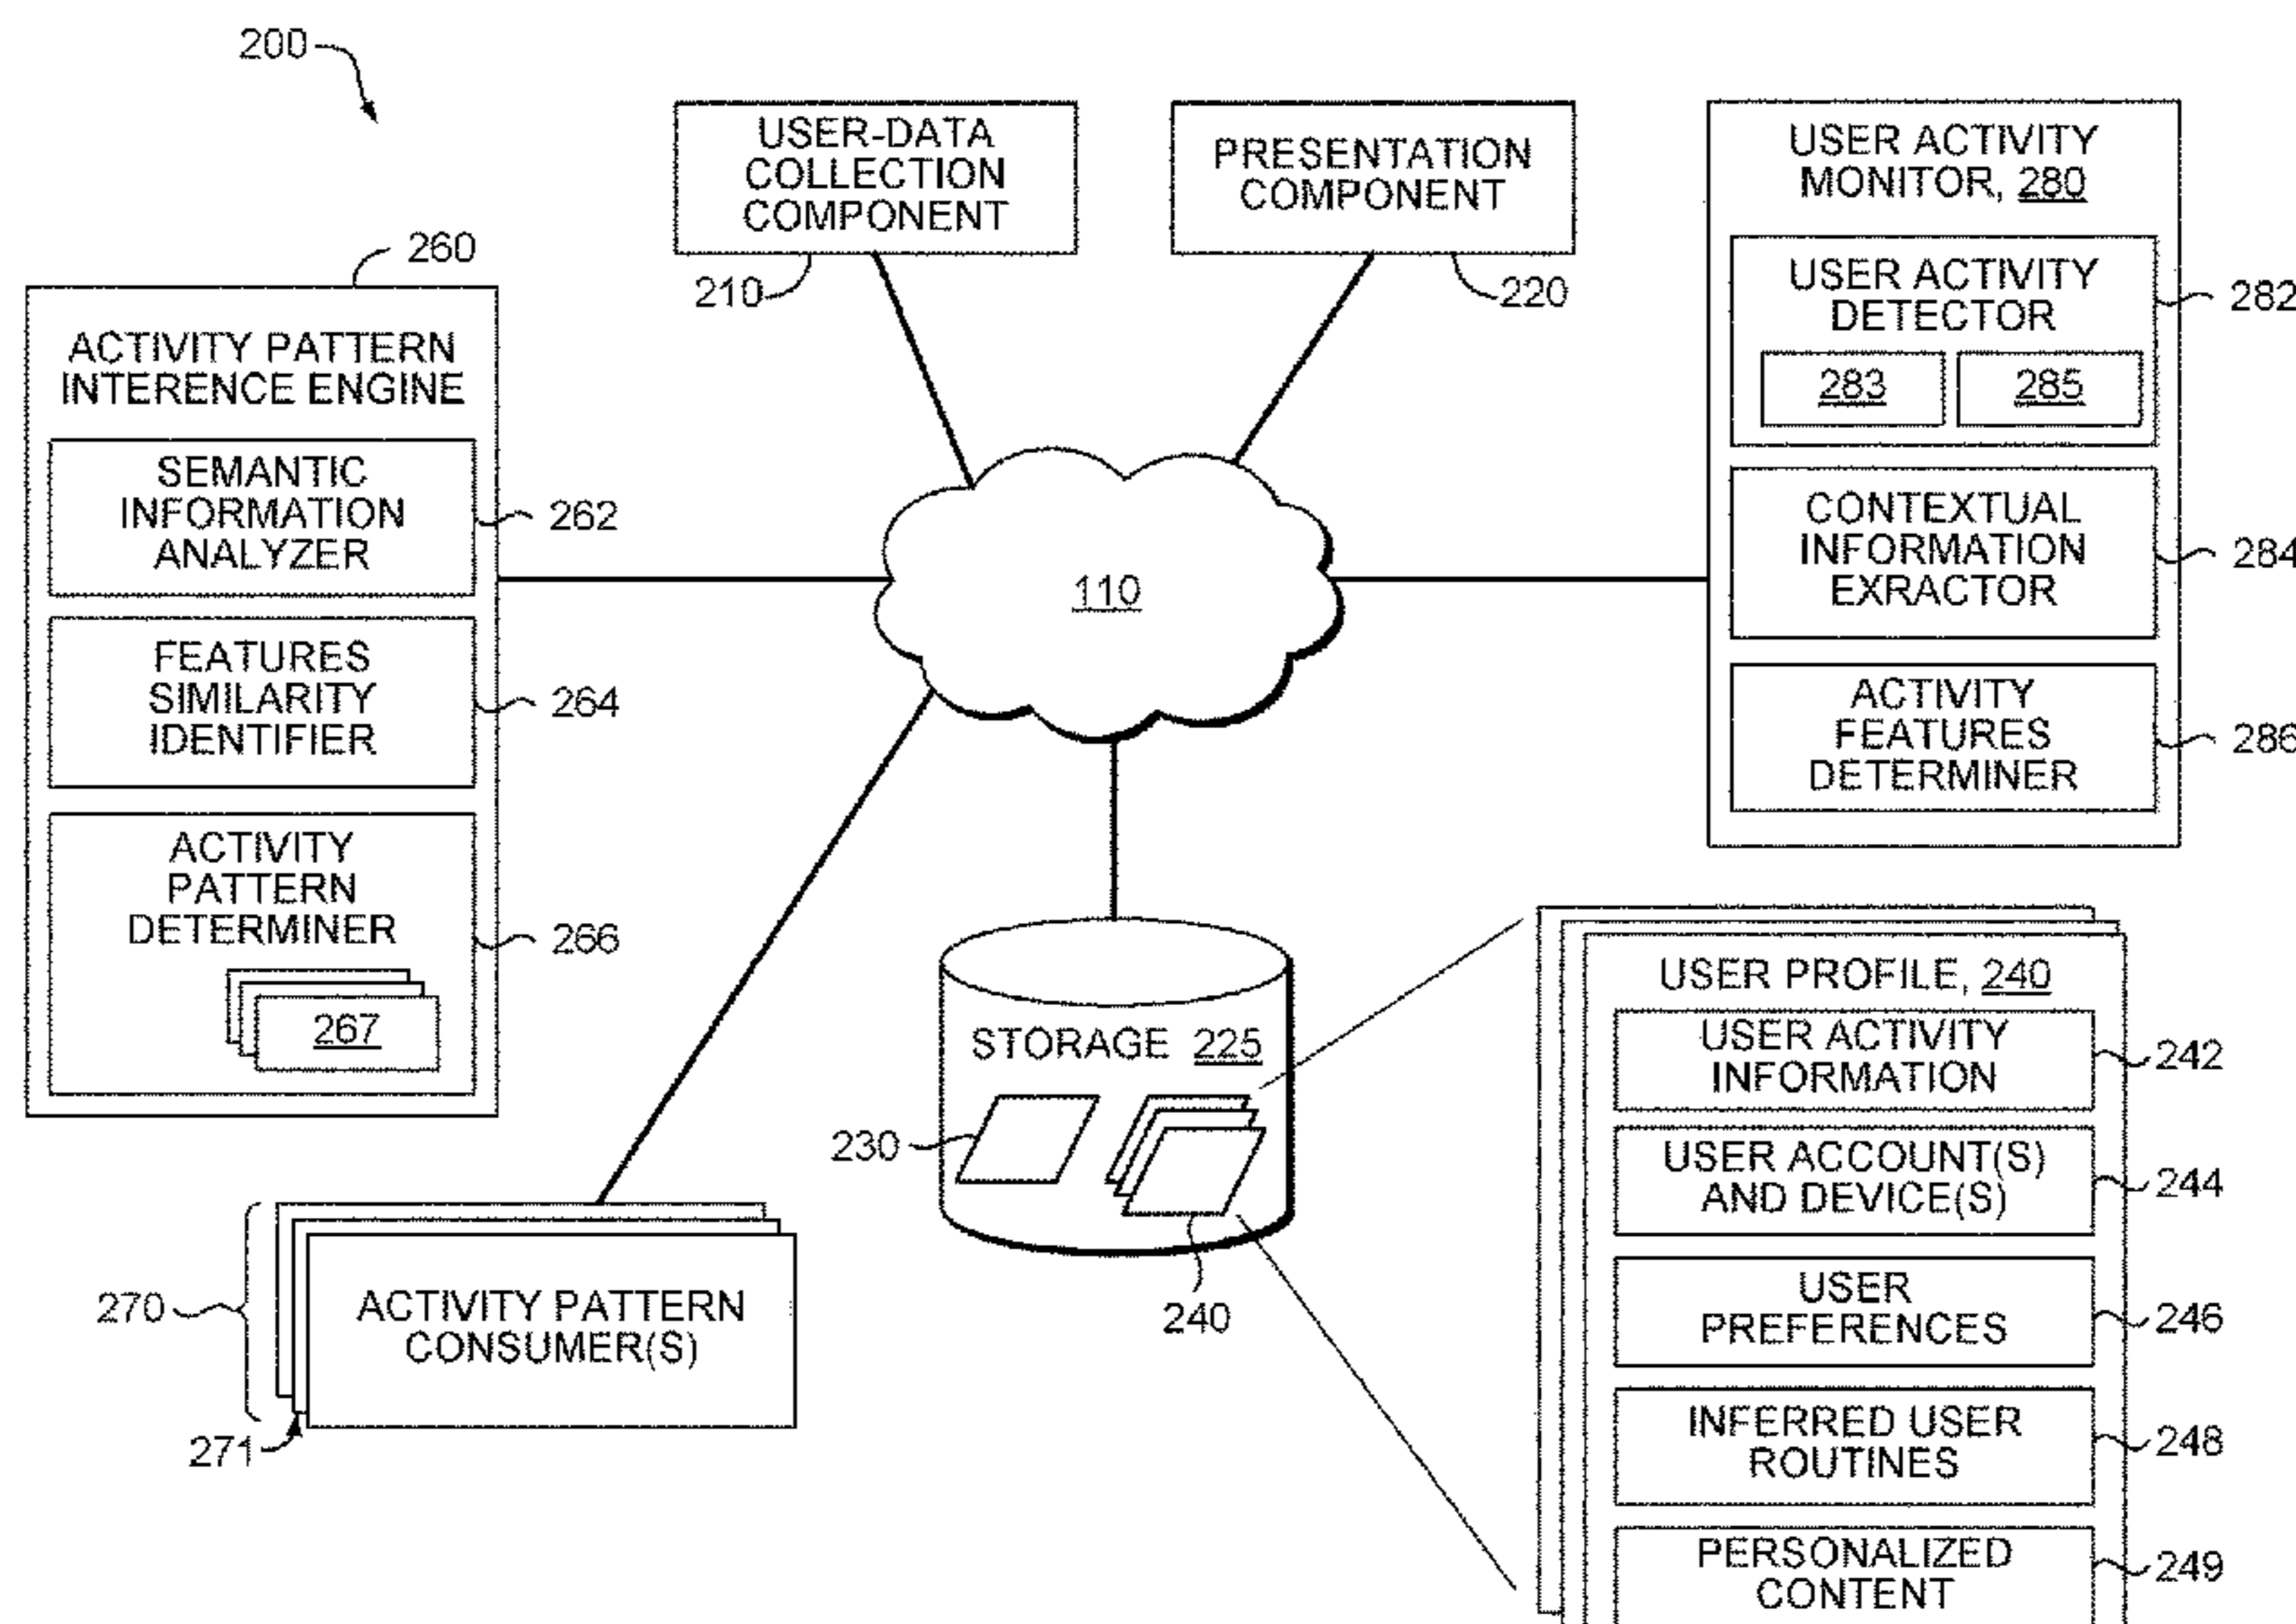 200
USER-DATA
COLLECTION
COMPONENT
210
PRESENTATION
COMPONENT
220
USER ACTIVITY
MONITOR, 280
USER ACTIVITY
DETECTOR
282
283
285
CONTEXTUAL
INFORMATION
EXRACTOR
284
ACTIVITY
FEATURES
DETERMINER
286
260
ACTIVITY PATTERN
INTERENCE ENGINE
SEMANTIC
INFORMATION
ANALYZER
262
FEATURES
SIMILARITY
IDENTIFIER
264
ACTIVITY
PATTERN
DETERMINER
266
267
110
STORAGE 225
230
240
270
271
ACTIVITY PATTERN
CONSUMER(S)
USER PROFILE, 240
USER ACTIVITY
INFORMATION
242
USER ACCOUNT(S)
AND DEVICE(S)
244
USER
PREFERENCES
246
INFERRED USER
ROUTINES
248
PERSONALIZED
CONTENT
249